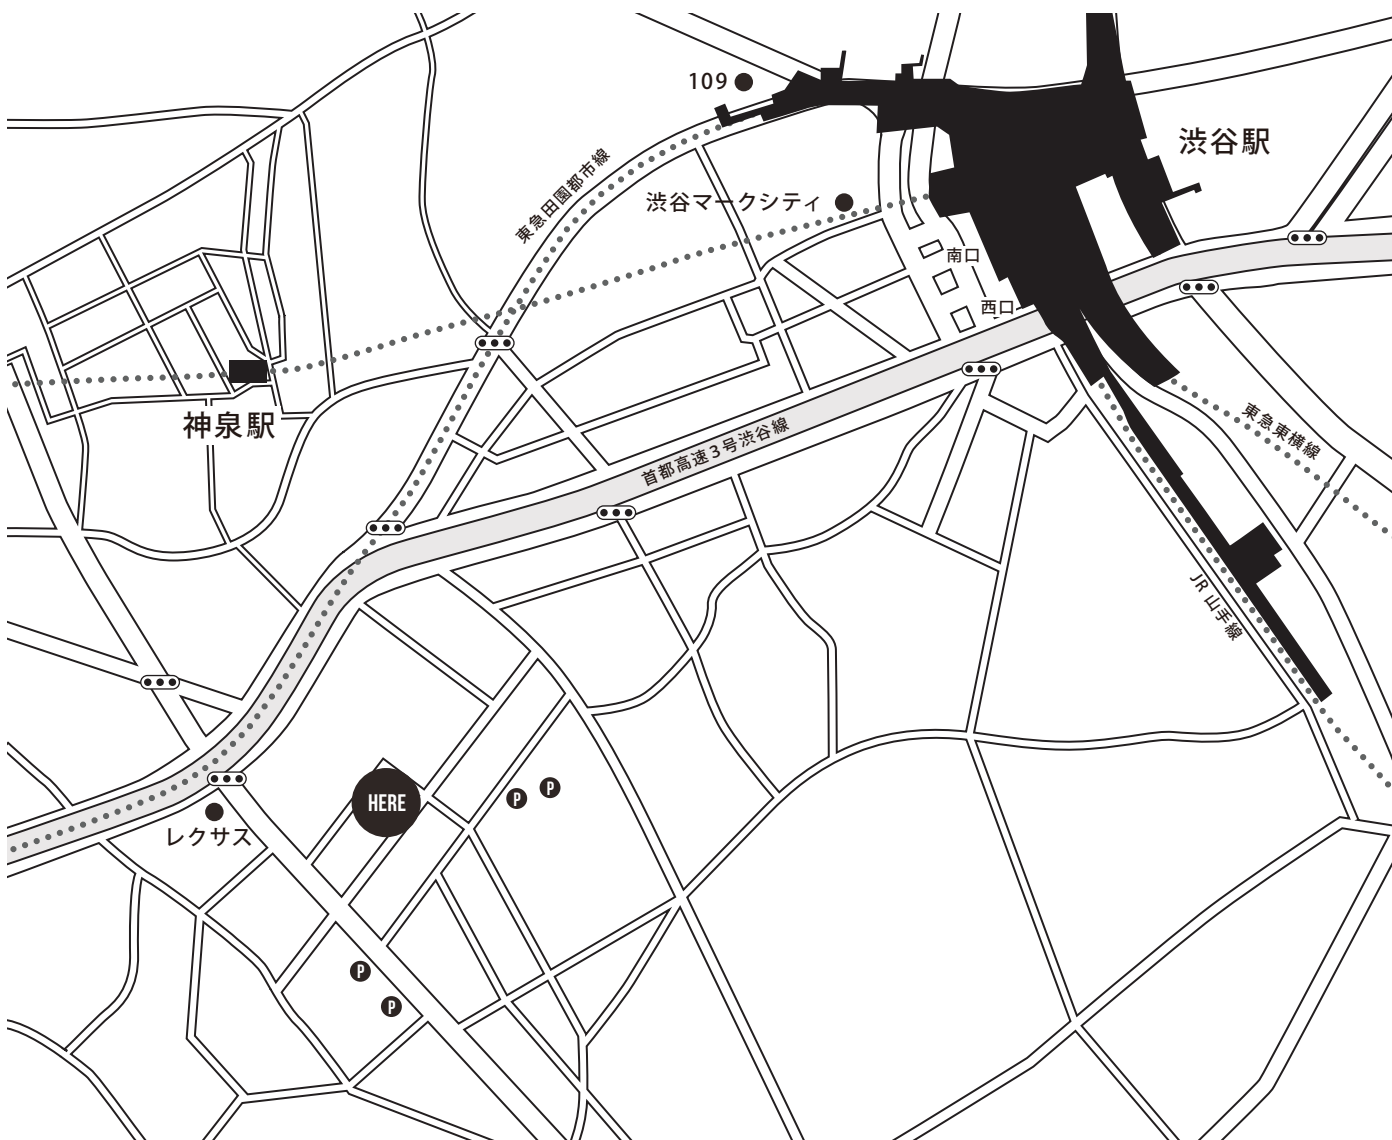 109
渋谷駅
東急田園都市線
渋谷マークシティ
南口
西口
神泉駅
首都高速3号渋谷線
東急東横線
JR 山手線
HERE
P
P
レクサス
P
P